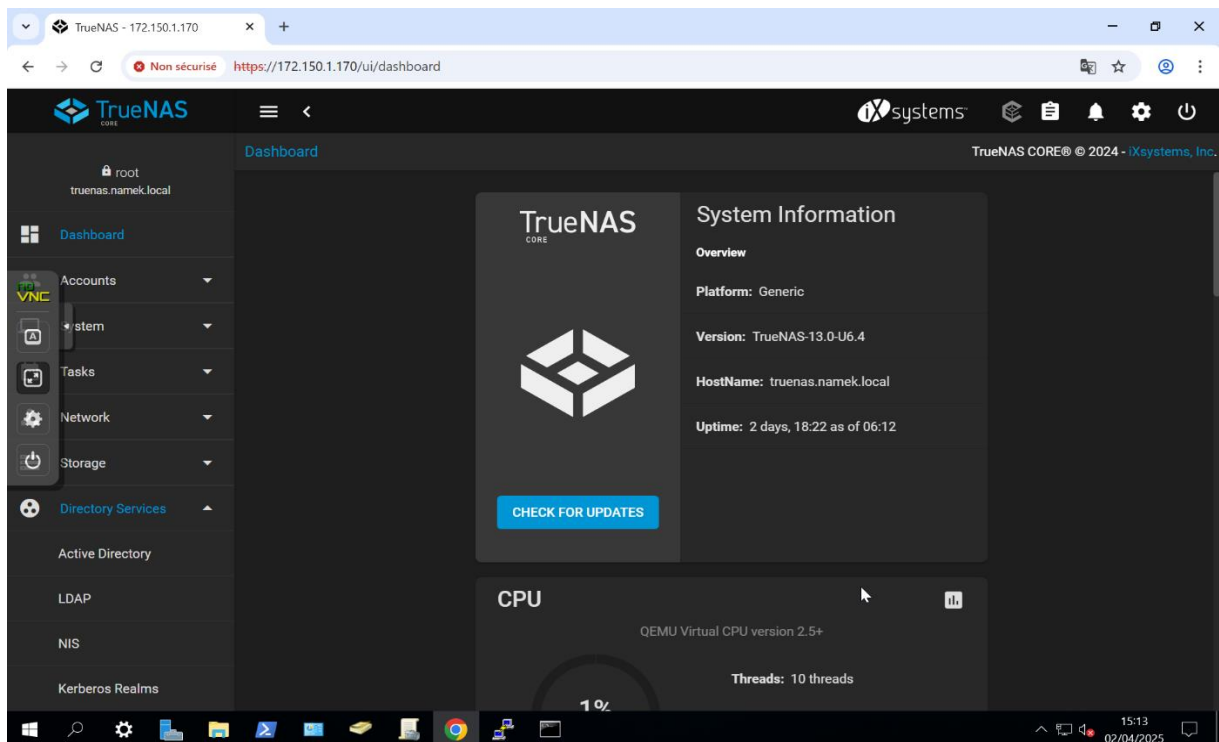 TrueNAS - 172.150.1.170
Non sécurisé https://172.150.1.170/ui/dashboard
TrueNAS
CORE
iXsystems
Dashboard
TrueNAS CORE® © 2024 - iXsystems, Inc.
root
truenas.namek.local
Dashboard
Accounts
stem
Tasks
Network
Storage
Directory Services
Active Directory
LDAP
NIS
Kerberos Realms
VNC
A
TrueNAS
CORE
CHECK FOR UPDATES
System Information
Overview
Platform: Generic
Version: TrueNAS-13.0-U6.4
HostName: truenas.namek.local
Uptime: 2 days, 18:22 as of 06:12
CPU
QEMU Virtual CPU version 2.5+
1%
Threads: 10 threads
15:13
02/04/2025